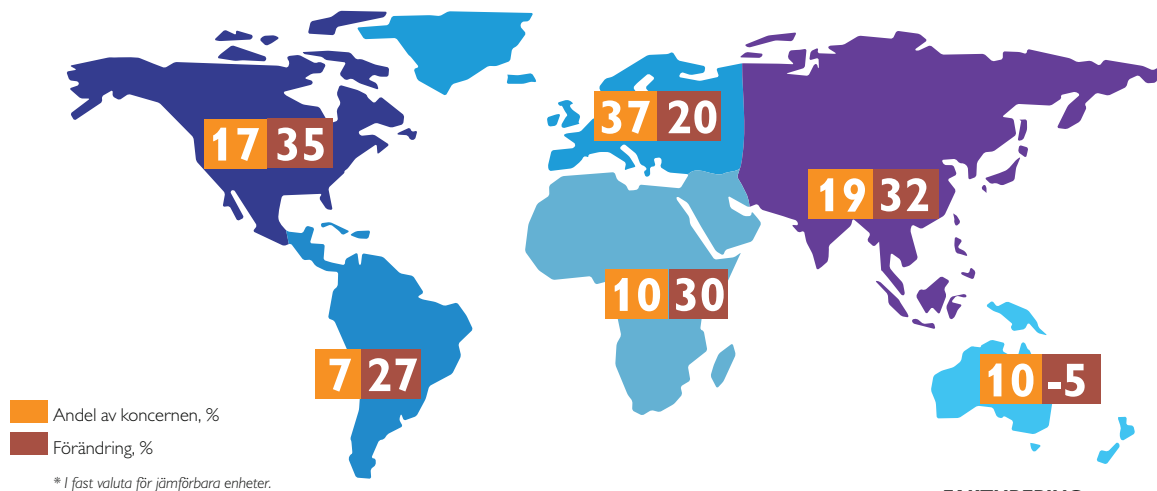 37 20
17 35
19 32
10 30
7 27
10 -5
Andel av koncernen, %
Förändring, %
* I fast valuta för jämförbara enheter.